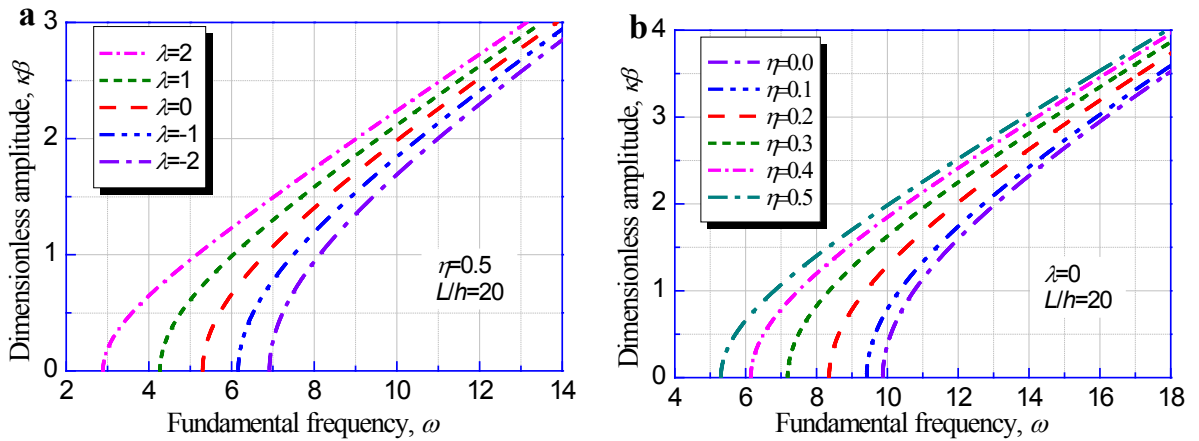 a
3
2
1
0
Dimensionless amplitude, κβ
λ=2
λ=1
λ=0
λ=-1
λ=-2
η=0.5
L/h=20
2 4 6 8 10 12 14
Fundamental frequency, ω
b
4
3
2
1
0
Dimensionless amplitude, κβ
η=0.0
η=0.1
η=0.2
η=0.3
η=0.4
η=0.5
λ=0
L/h=20
4 6 8 10 12 14 16 18
Fundamental frequency, ω